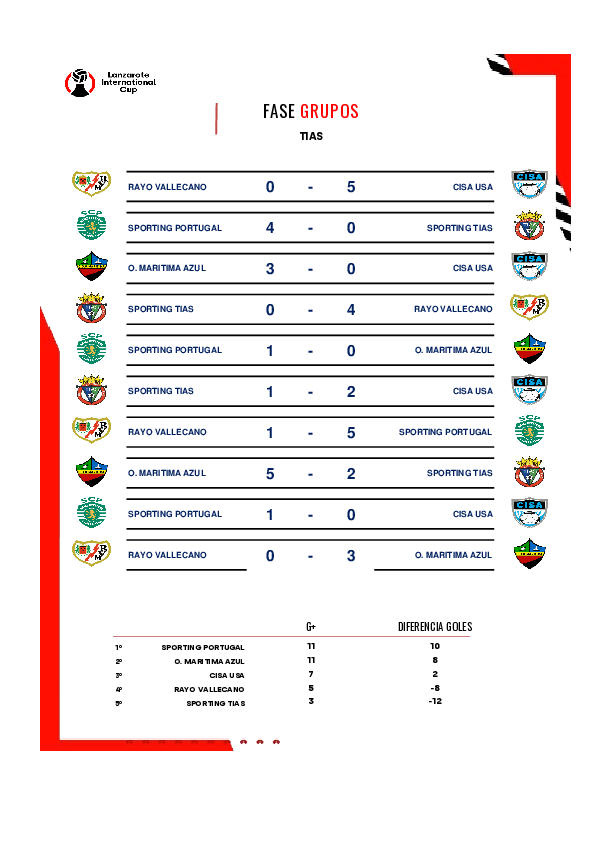 Lanzarote
International
Cup
FASE GRUPOS
TIAS
RAYO VALLECANO 0 - 5 CISA USA
SPORTING PORTUGAL 4 - 0 SPORTING TIAS
O. MARITIMA AZUL 3 - 0 CISA USA
SPORTING TIAS 0 - 4 RAYO VALLECANO
SPORTING PORTUGAL 1 - 0 O. MARITIMA AZUL
SPORTING TIAS 1 - 2 CISA USA
RAYO VALLECANO 1 - 5 SPORTING PORTUGAL
O. MARITIMA AZUL 5 - 2 SPORTING TIAS
SPORTING PORTUGAL 1 - 0 CISA USA
RAYO VALLECANO 0 - 3 O. MARITIMA AZUL
G+ DIFERENCIA GOLES
1º SPORTING PORTUGAL 11 10
2º O. MARITIMA AZUL 11 8
3º CISA USA 7 2
4º RAYO VALLECANO 5 -8
5º SPORTING TIAS 3 -12